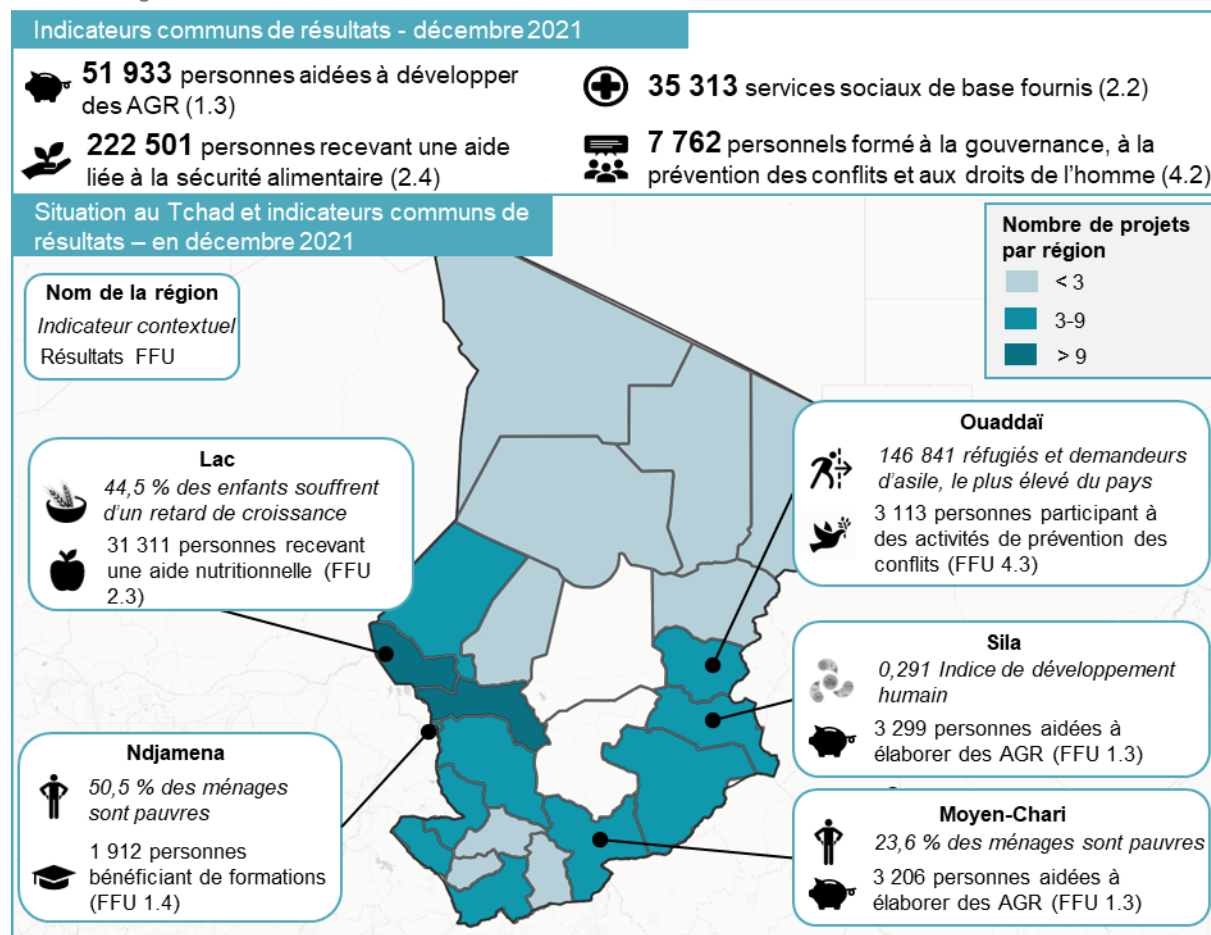 Indicateurs communs de résultats - décembre 2021
51 933 personnes aidées à développer
des AGR (1.3)
35 313 services sociaux de base fournis (2.2)
222 501 personnes recevant une aide
liée à la sécurité alimentaire (2.4)
7 762 personnels formé à la gouvernance, à la
prévention des conflits et aux droits de l'homme (4.2)
Situation au Tchad et indicateurs communs de
résultats – en décembre 2021
Nombre de projets
par région
< 3
3-9
> 9
Nom de la région
Indicateur contextuel
Résultats FFU
Lac
44,5 % des enfants souffrent
d'un retard de croissance
31 311 personnes recevant
une aide nutritionnelle (FFU
2.3)
Ouaddaï
146 841 réfugiés et demandeurs
d'asile, le plus élevé du pays
3 113 personnes participant à
des activités de prévention des
conflits (FFU 4.3)
Sila
0,291 Indice de développement
humain
3 299 personnes aidées à
élaborer des AGR (FFU 1.3)
Ndjamena
50,5 % des ménages
sont pauvres
1 912 personnes
bénéficiant de formations
(FFU 1.4)
Moyen-Chari
23,6 % des ménages sont pauvres
3 206 personnes aidées à
élaborer des AGR (FFU 1.3)